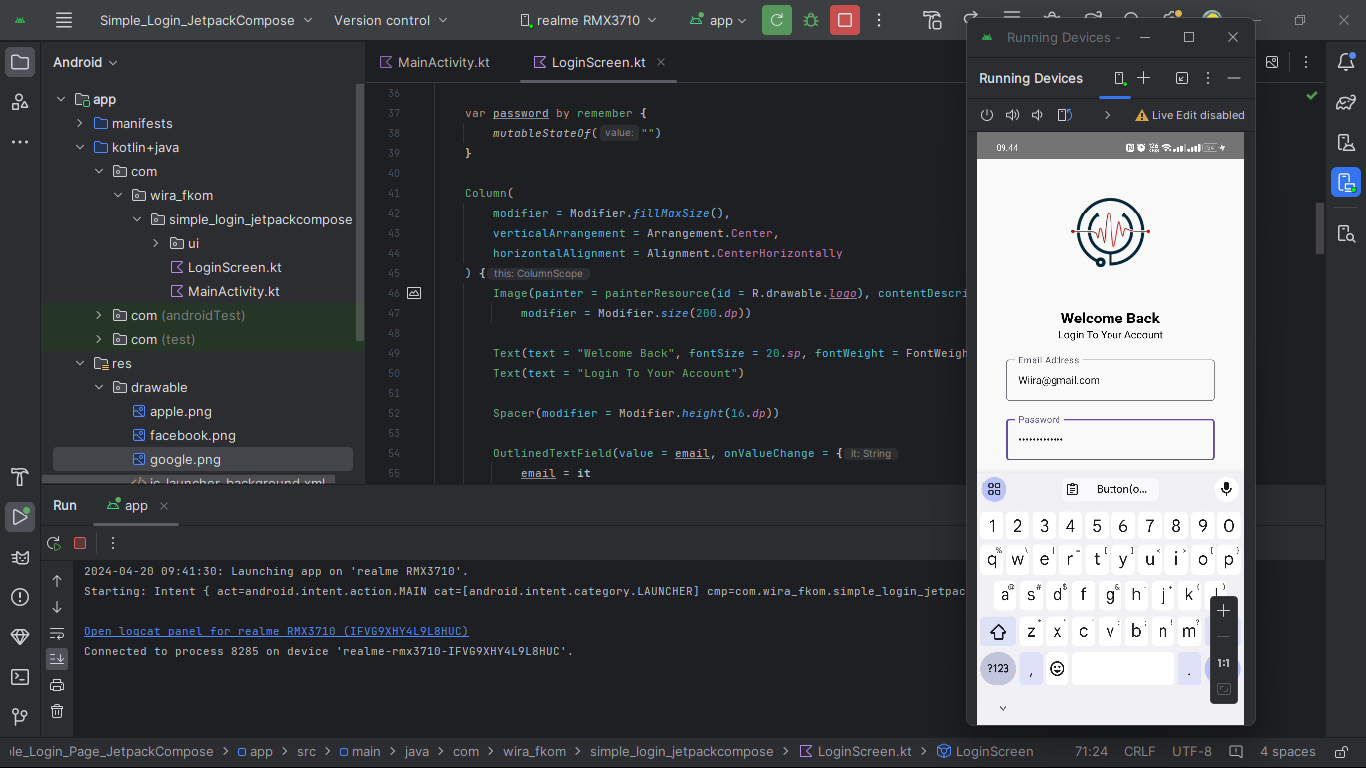 Simple_Login_JetpackCompose
Version control
realme RMX3710
app
Running Devices -
Android
MainActivity.kt
LoginScreen.kt
Running Devices
Live Edit disabled
app
manifests
kotlin+java
com
wira_fkom
simple_login_jetpackcompose
ui
LoginScreen.kt
MainActivity.kt
com (androidTest)
com (test)
res
drawable
apple.png
facebook.png
google.png
ic_launcher_background.xml
36
37 var password by remember {
38 mutableStateOf( value: "")
39 }
40
41 Column(
42 modifier = Modifier.fillMaxSize(),
43 verticalArrangement = Arrangement.Center,
44 horizontalAlignment = Alignment.CenterHorizontally
45 ) { this: ColumnScope
46 Image(painter = painterResource(id = R.drawable.logo), contentDescri
47 modifier = Modifier.size(200.dp))
48
49 Text(text = "Welcome Back", fontSize = 20.sp, fontWeight = FontWeigh
50 Text(text = "Login To Your Account")
51
52 Spacer(modifier = Modifier.height(16.dp))
53
54 OutlinedTextField(value = email, onValueChange = { it: String
55 email = it
09.44
Welcome Back
Login To Your Account
Email Address
Wiira@gmail.com
Password
•••••••••••••
Button(o...
1 2 3 4 5 6 7 8 9 0
q w e r t y u i o p
a s d f g h j k l
z x c v b n m
?123 , .
1:1
Run
app
2024-04-20 09:41:30: Launching app on 'realme RMX3710'.
Starting: Intent { act=android.intent.action.MAIN cat=[android.intent.category.LAUNCHER] cmp=com.wira_fkom.simple_login_jetpac
Open logcat panel for realme RMX3710 (IFVG9XHY4L9L8HUC)
Connected to process 8285 on device 'realme-rmx3710-IFVG9XHY4L9L8HUC'.
le_Login_Page_JetpackCompose > app > src > main > java > com > wira_fkom > simple_login_jetpackcompose > LoginScreen.kt > LoginScreen
71:24 CRLF UTF-8 4 spaces